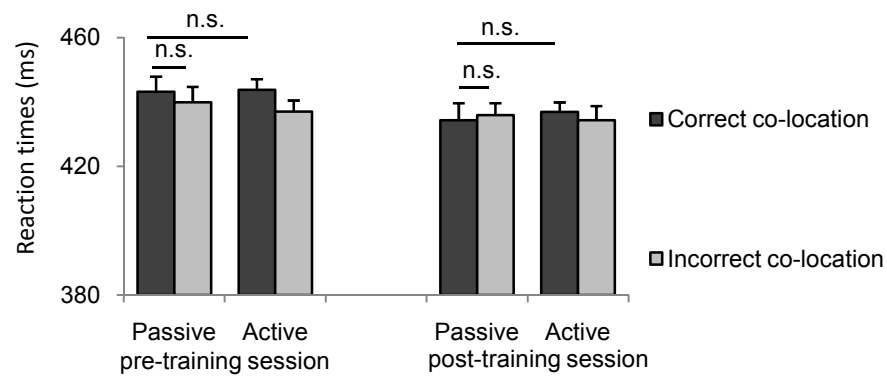 n.s.
n.s.
n.s.
n.s.
460
420
380
Reaction times (ms)
Correct co-location
Incorrect co-location
Passive Active
pre-training session
Passive Active
post-training session